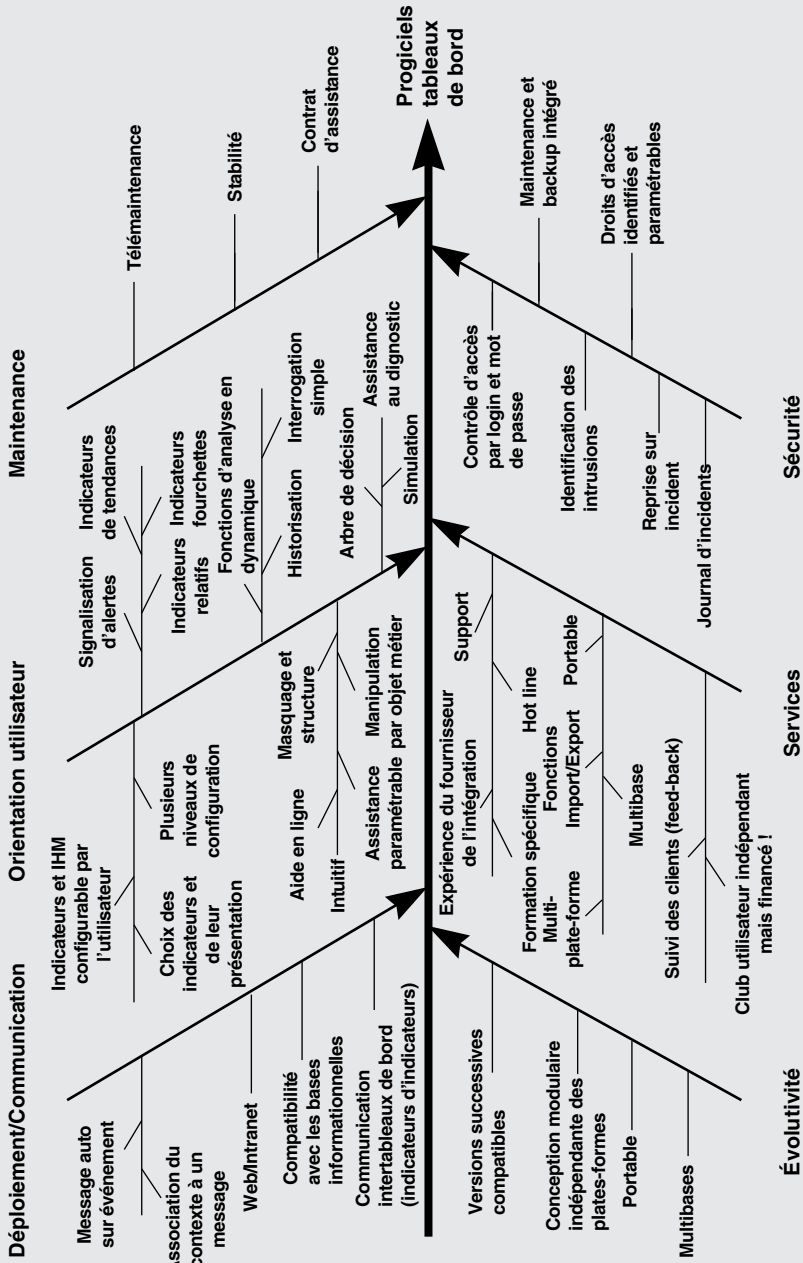 Déploiement/Communication
Orientation utilisateur
Maintenance
Message auto
sur événement
Association du
contexte à un
message
Web/Intranet
Compatibilité
avec les bases
informationnelles
Communication
intertableaux de bord
(indicateurs d'indicateurs)
Indicateurs et IHM
configurable par
l'utilisateur
Choix des
indicateurs et
de leur
présentation
Plusieurs
niveaux de
configuration
Aide en ligne
Masquage et
structure
Intuitif
Assistance
paramétrable
Manipulation
par objet métier
Signalisation
d'alertes
Indicateurs
de tendances
Indicateurs
relatifs
Indicateurs
fourchettes
Fonctions d'analyse en
dynamique
Historisation
Interrogation
simple
Arbre de décision
Simulation
Assistance
au dignostic
Télémaintenance
Stabilité
Contrat
d'assistance
Progiciels
tableaux
de bord
Versions successives
compatibles
Conception modulaire
indépendante des
plates-formes
Portable
Multibases
Expérience du fournisseur
de l'intégration
Support
Formation spécifique
Hot line
Multi-
plate-forme
Fonctions
Import/Export
Portable
Multibase
Suivi des clients (feed-back)
Club utilisateur indépendant
mais financé !
Contrôle d'accès
par login et mot
de passe
Maintenance et
backup intégré
Identification des
intrusions
Droits d'accès
identifiés et
paramétrables
Reprise sur
incident
Journal d'incidents
Évolutivité
Services
Sécurité